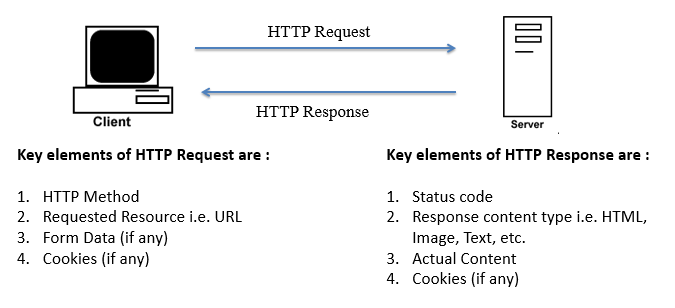 HTTP Request
HTTP Response
Client
Server
Key elements of HTTP Request are :
1. HTTP Method
2. Requested Resource i.e. URL
3. Form Data (if any)
4. Cookies (if any)
Key elements of HTTP Response are :
1. Status code
2. Response content type i.e. HTML,
Image, Text, etc.
3. Actual Content
4. Cookies (if any)